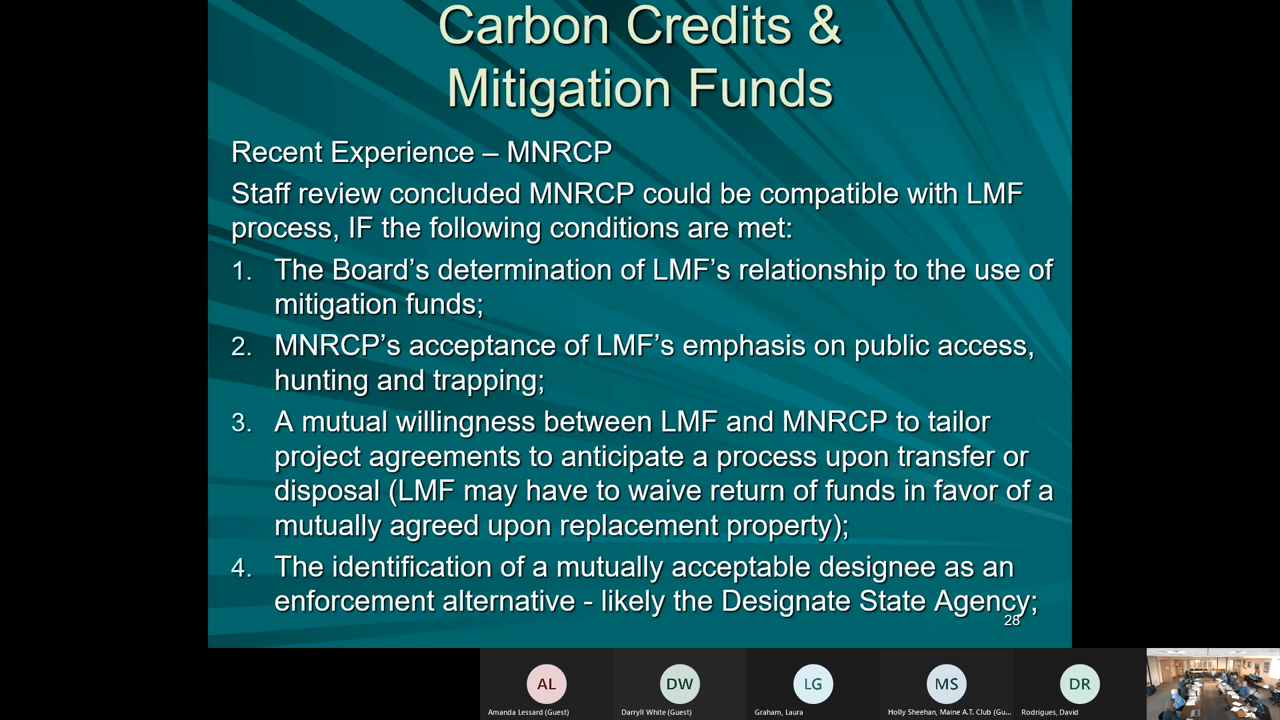 Carbon Credits &
Mitigation Funds
Recent Experience – MNRCP
Staff review concluded MNRCP could be compatible with LMF
process, IF the following conditions are met:
1. The Board’s determination of LMF’s relationship to the use of
mitigation funds;
2. MNRCP’s acceptance of LMF’s emphasis on public access,
hunting and trapping;
3. A mutual willingness between LMF and MNRCP to tailor
project agreements to anticipate a process upon transfer or
disposal (LMF may have to waive return of funds in favor of a
mutually agreed upon replacement property);
4. The identification of a mutually acceptable designee as an
enforcement alternative - likely the Designate State Agency;
28
AL
DW
LG
MS
DR
Amanda Lessard (Guest)
Darryll White (Guest)
Graham, Laura
Holly Sheehan, Maine A.T. Club (Gu...
Rodrigues, David